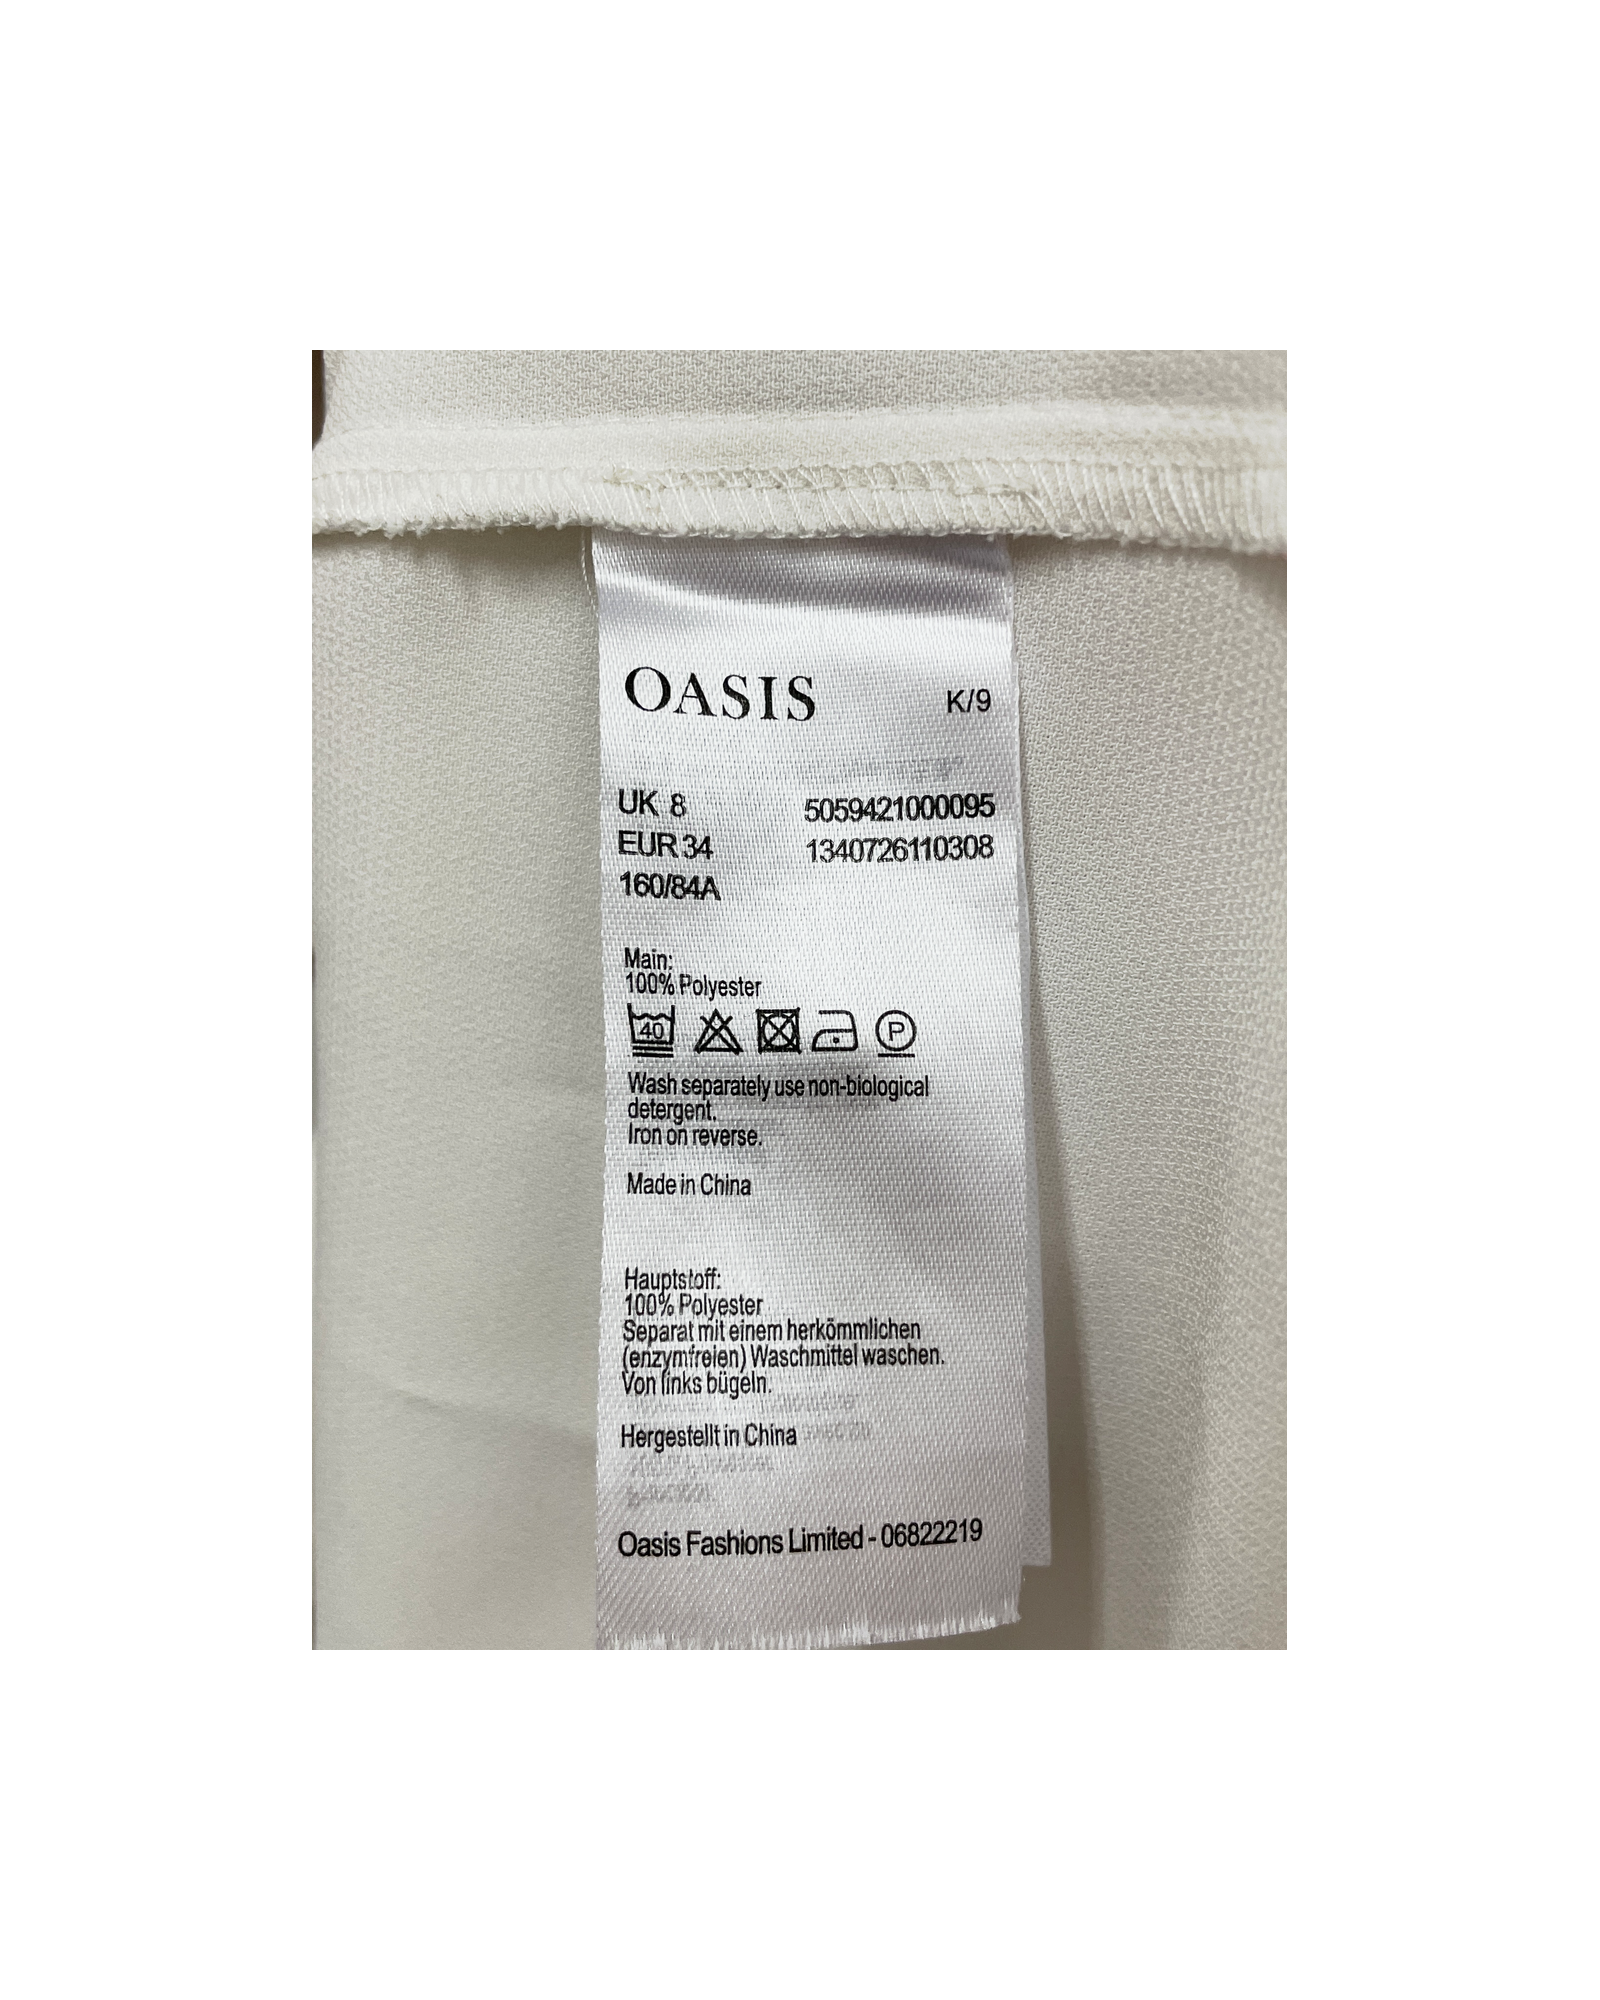 OASIS K/9
UK 8 5059421000095
EUR 34 1340726110308
160/84A
Main:
100% Polyester
40 P
Wash separately use non-biological
detergent.
Iron on reverse.
Made in China
Hauptstoff:
100% Polyester
Separat mit einem herkömmlichen
(enzymfreien) Waschmittel waschen.
Von links bügeln.
Hergestellt in China
Oasis Fashions Limited - 06822219